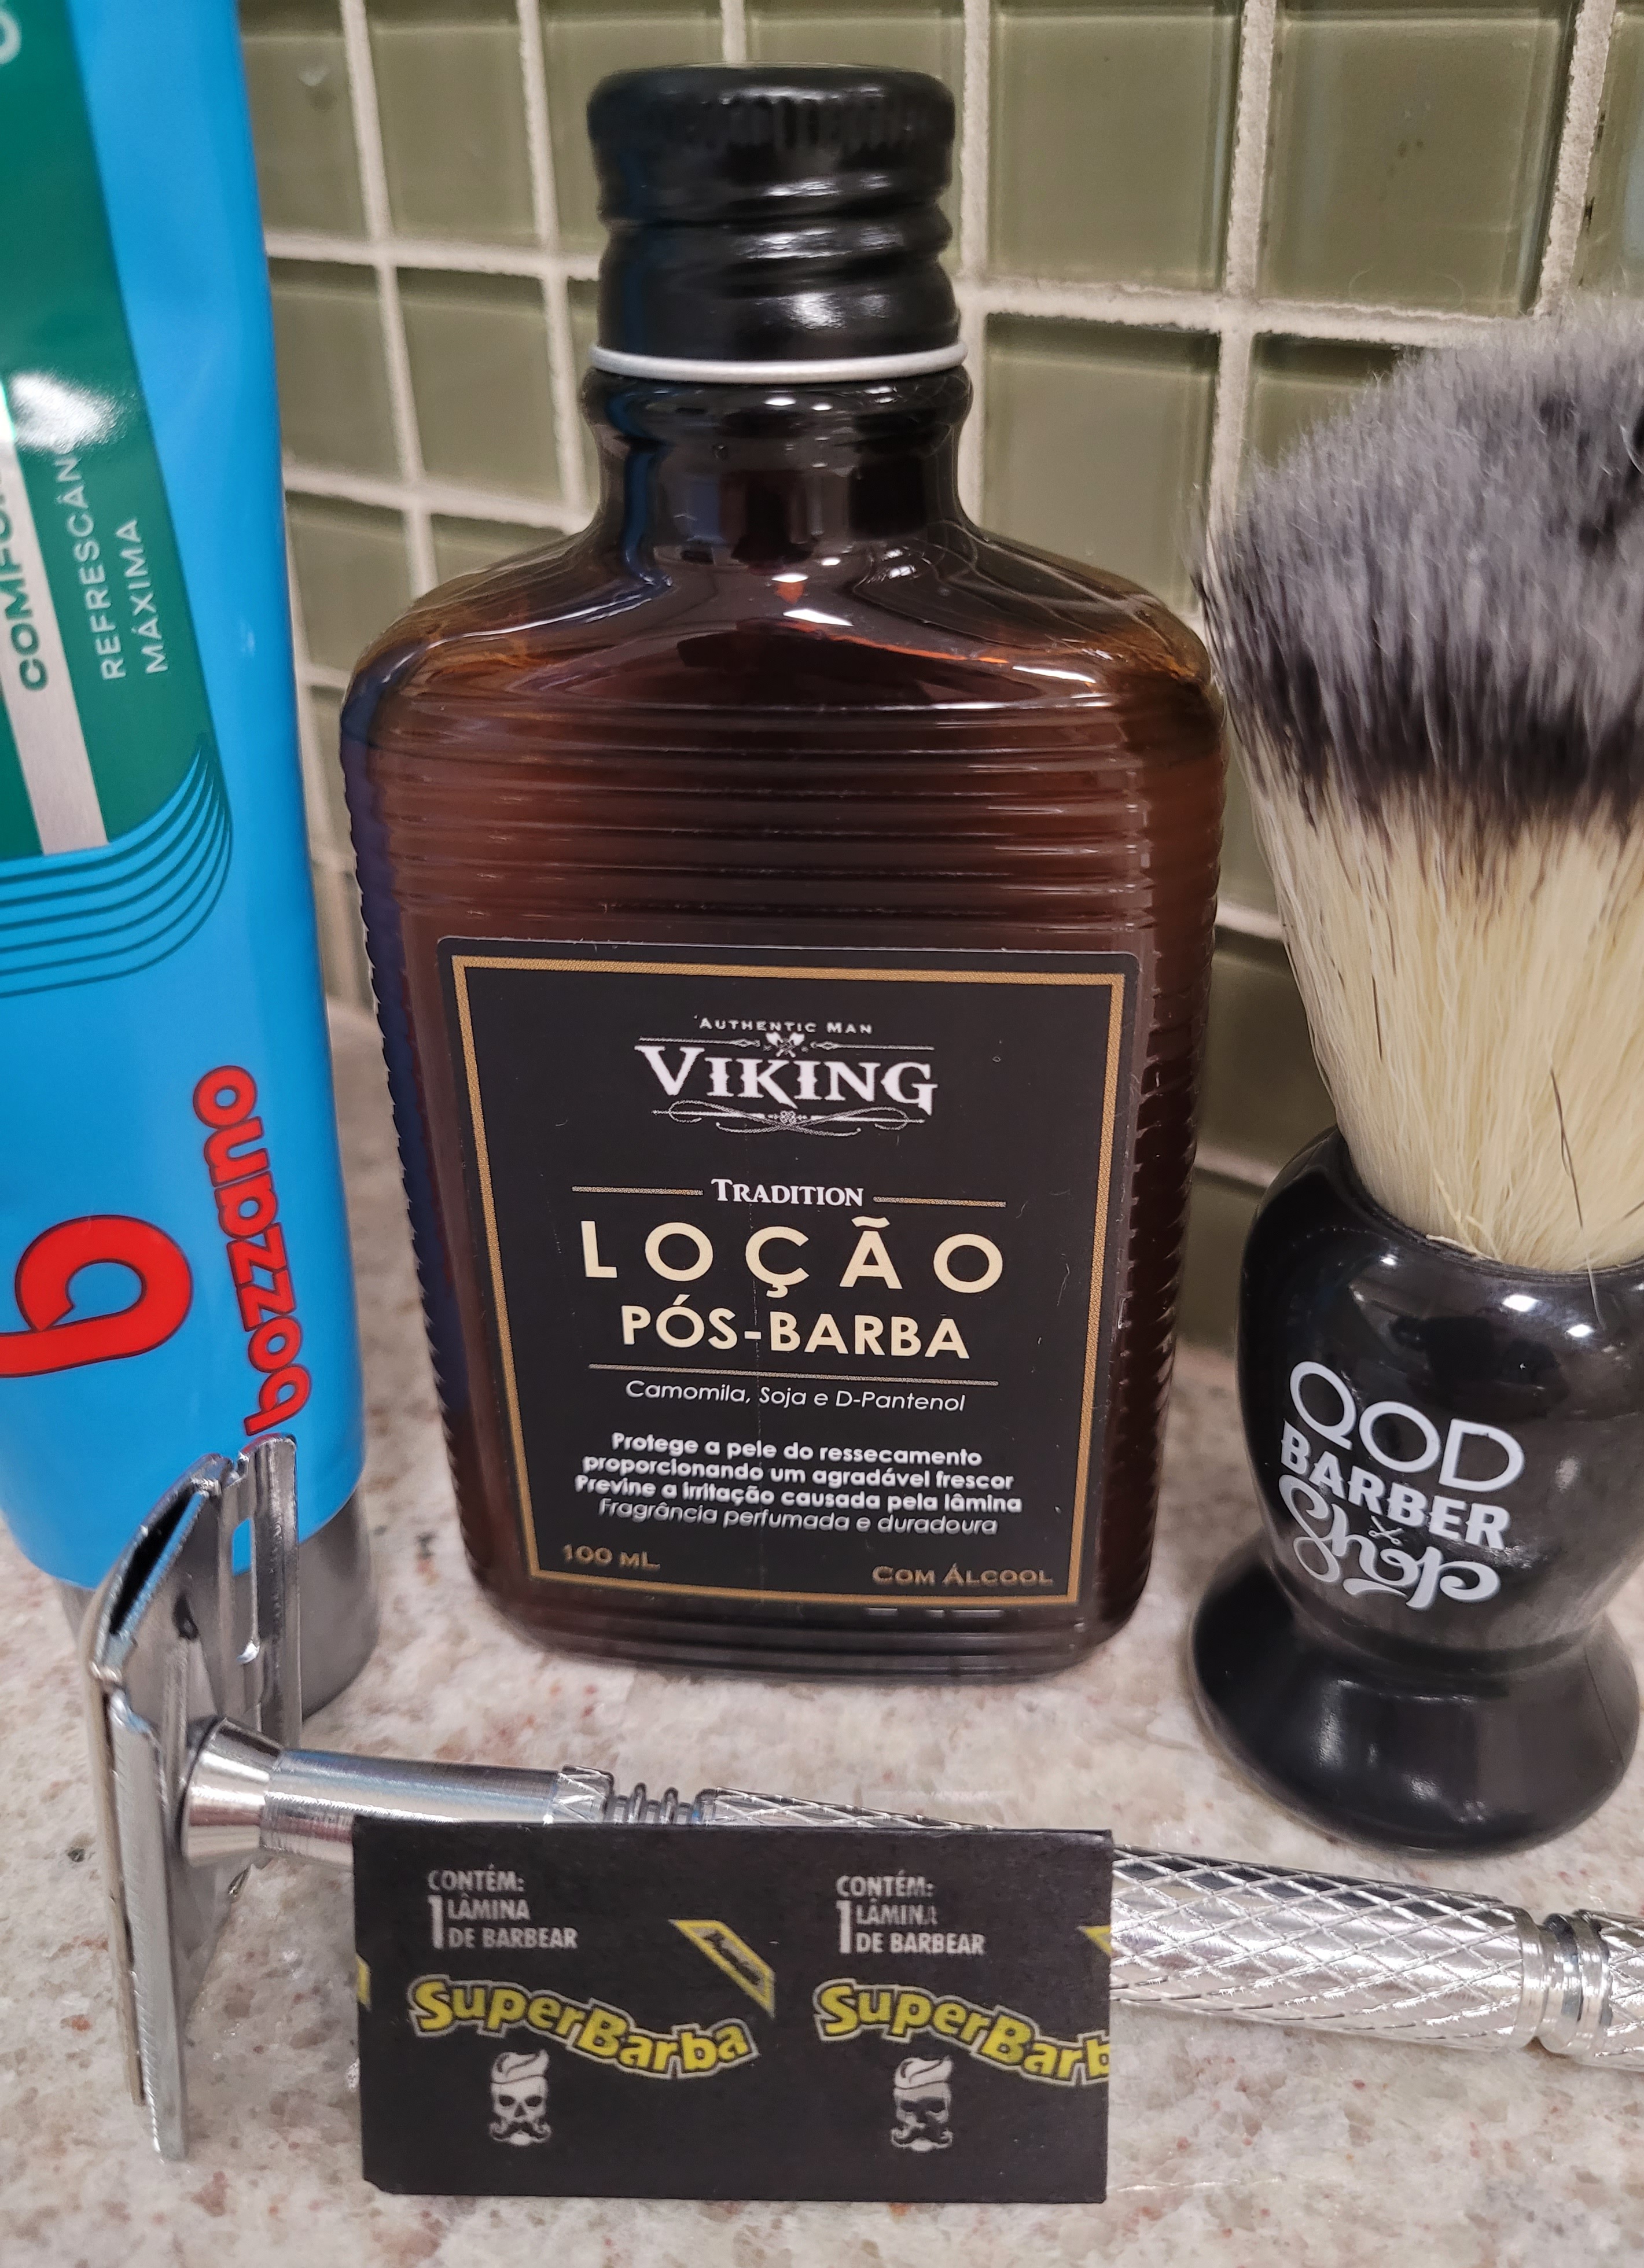 REFRESCÂN
MÁXIMA
bozzano
AUTHENTIC MAN
VIKING
TRADITION
LOÇÃO
PÓS-BARBA
Camomila, Soja e D-Pantenol
Protege a pele do ressecamento
proporcionando um agradável frescor
Previne a irritação causada pela lâmina
Fragrância perfumada e duradoura
100 mL
COM ÁLCOOL
QOD
BARBER
Shop
CONTÉM:
1 LÂMINA
DE BARBEAR
SuperBarba
CONTÉM:
1 LÂMINA
DE BARBEAR
SuperBarb